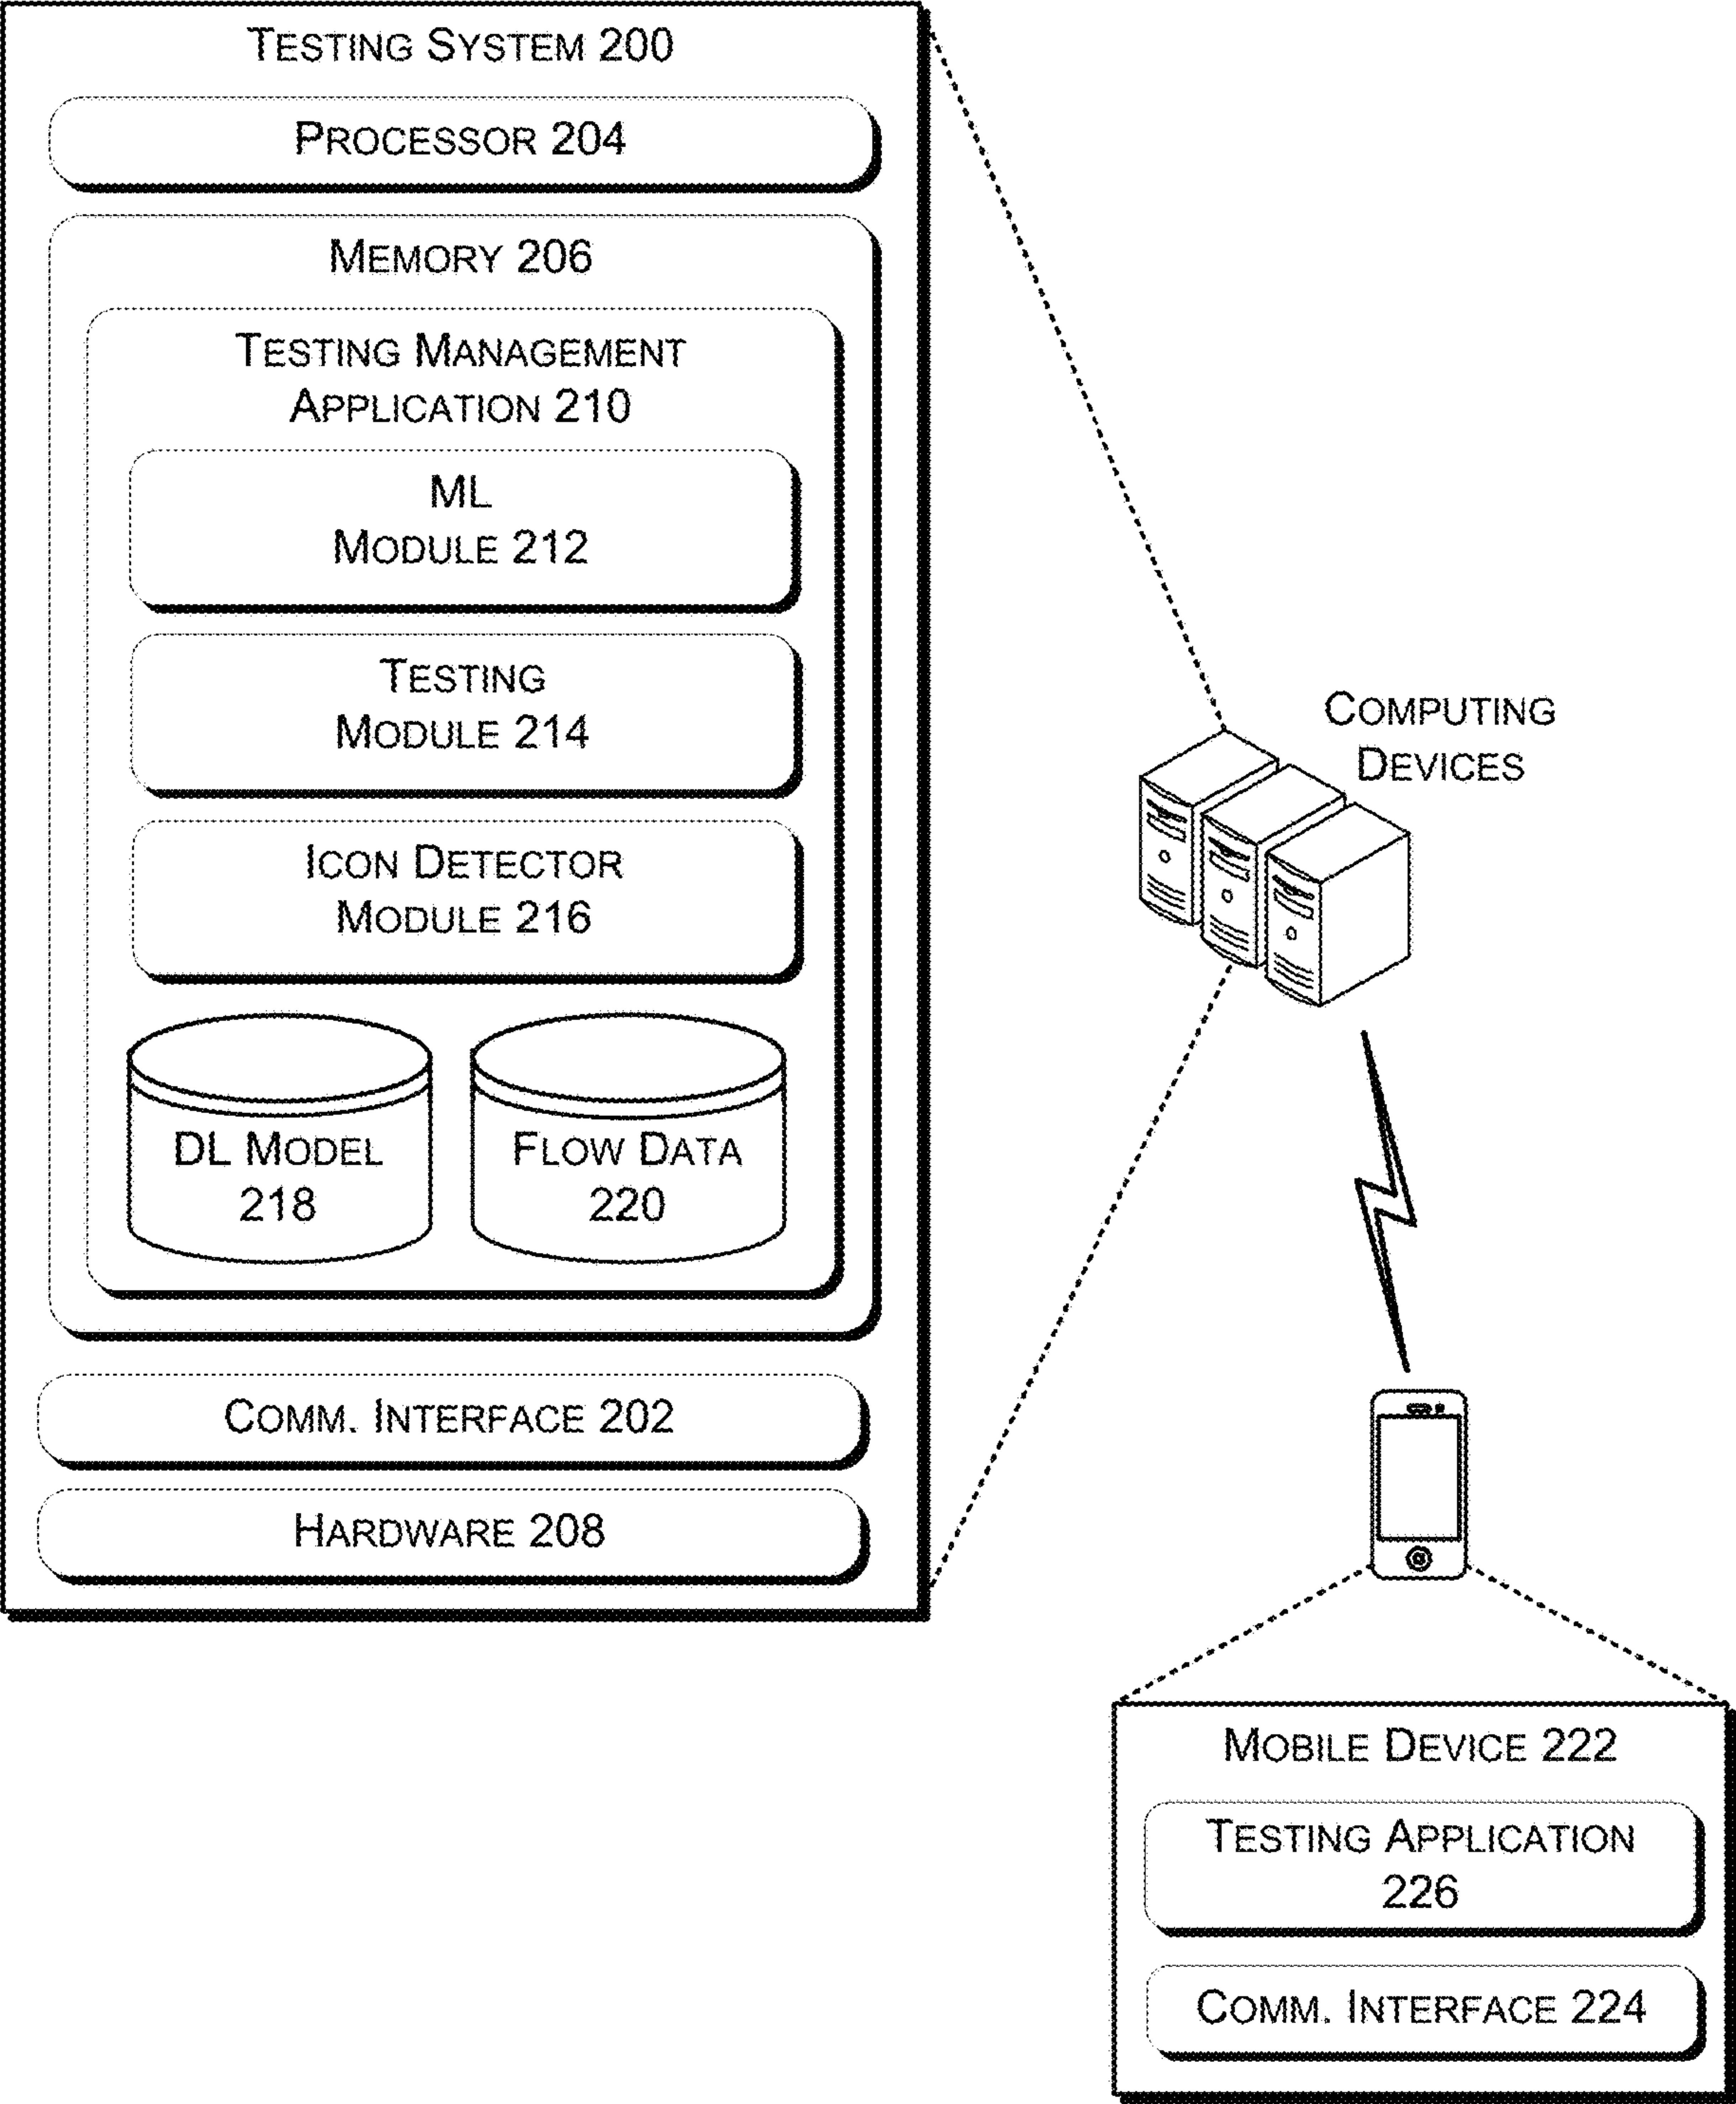 TESTING SYSTEM 200
PROCESSOR 204
MEMORY 206
TESTING MANAGEMENT
APPLICATION 210
ML
MODULE 212
TESTING
MODULE 214
ICON DETECTOR
MODULE 216
DL MODEL
218
FLOW DATA
220
COMM. INTERFACE 202
HARDWARE 208
COMPUTING
DEVICES
MOBILE DEVICE 222
TESTING APPLICATION
226
COMM. INTERFACE 224